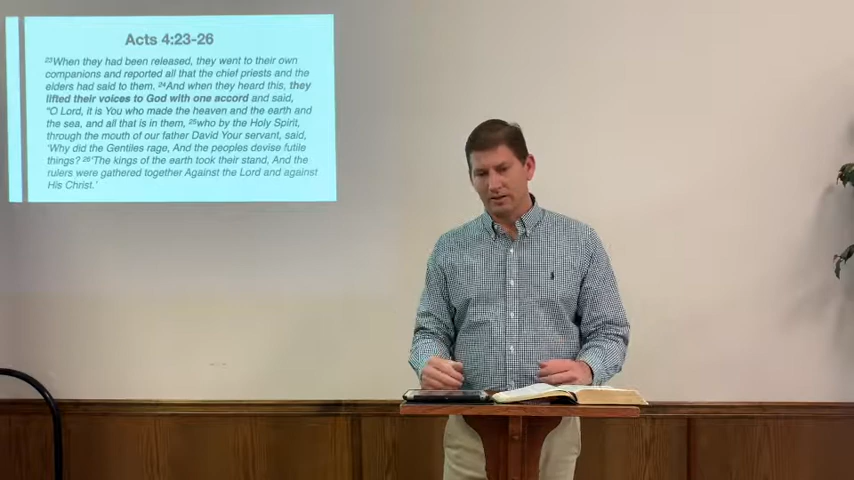 Acts 4:23-26
²³When they had been released, they went to their own
companions and reported all that the chief priests and the
elders had said to them. ²⁴And when they heard this, they
lifted their voices to God with one accord and said,
"O Lord, it is You who made the heaven and the earth and
the sea, and all that is in them, ²⁵who by the Holy Spirit,
through the mouth of our father David Your servant, said,
'Why did the Gentiles rage, And the peoples devise futile
things? ²⁶'The kings of the earth took their stand, And the
rulers were gathered together Against the Lord and against
His Christ.'